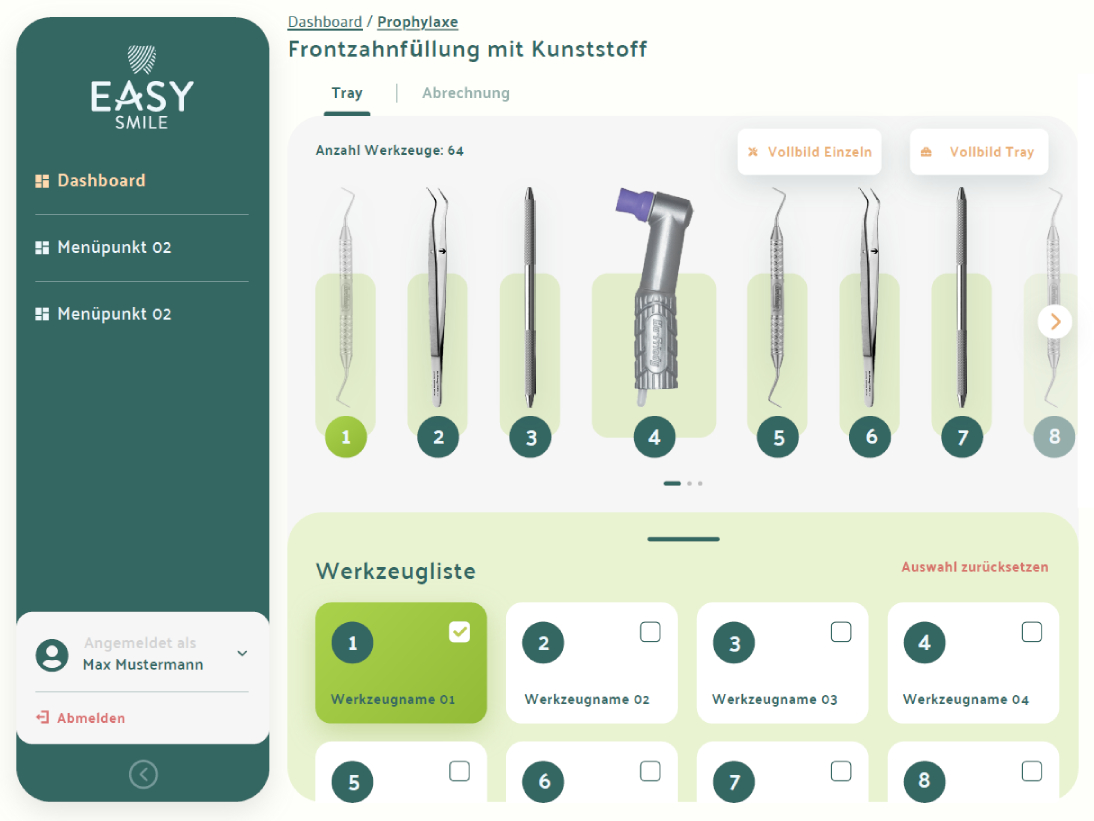 EASY
SMILE
Dashboard
Menüpunkt 02
Menüpunkt 02
Angemeldet als
Max Mustermann
Abmelden
Dashboard / Prophylaxe
Frontzahnfüllung mit Kunststoff
Tray | Abrechnung
Anzahl Werkzeuge: 64
Vollbild Einzeln
Vollbild Tray
1 2 3 4 5 6 7 8
Werkzeugliste
Auswahl zurücksetzen
1 2 3 4
Werkzeugname 01 Werkzeugname 02 Werkzeugname 03 Werkzeugname 04
5 6 7 8